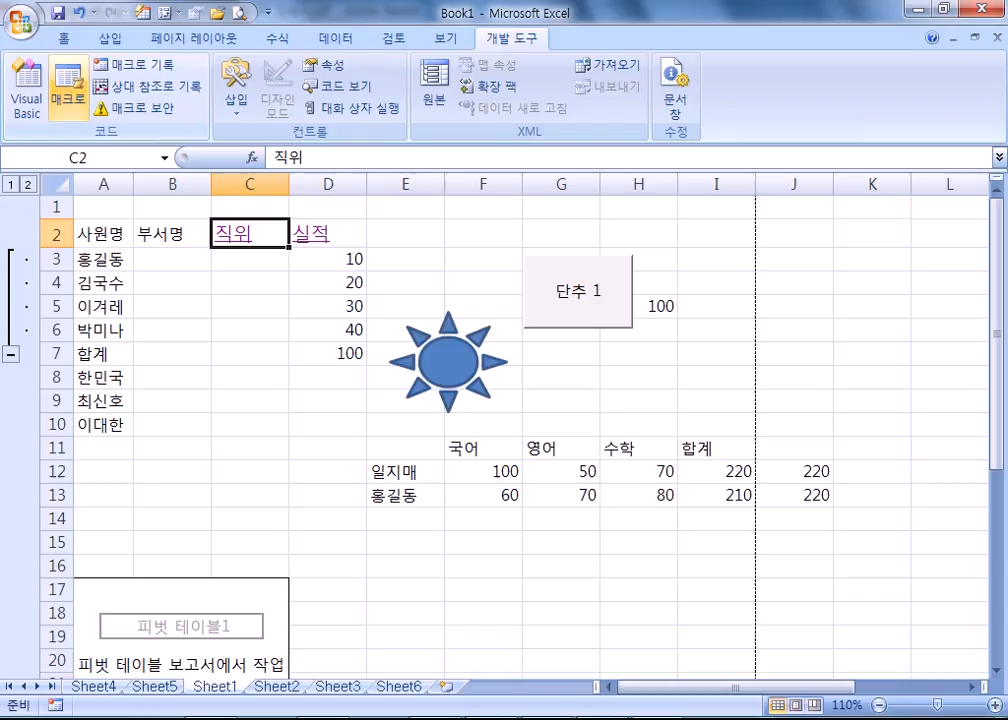 Book1 - Microsoft Excel
홈 삽입 페이지 레이아웃 수식 데이터 검토 보기 개발 도구
Visual Basic
매크로
매크로 기록
상대 참조로 기록
매크로 보안
코드
삽입
디자인 모드
속성
코드 보기
대화 상자 실행
컨트롤
원본
맵 속성
확장 팩
데이터 새로 고침
가져오기
내보내기
XML
문서 창
수정
C2 fx 직위
1 2 A B C D E F G H I J K L
1
2 사원명 부서명 직위 실적
3 홍길동 10
4 김국수 20
단추 1
5 이겨레 30 100
6 박미나 40
7 합계 100
8 한민국
9 최신호
10 이대한
11 국어 영어 수학 합계
12 일지매 100 50 70 220 220
13 홍길동 60 70 80 210 220
14
15
16
17
18 피벗 테이블1
19
20 피벗 테이블 보고서에서 작업
Sheet4 Sheet5 Sheet1 Sheet2 Sheet3 Sheet6
준비 110%